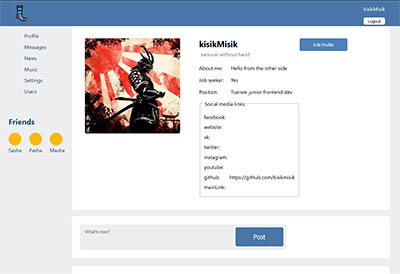 kisikMisik
Logout
Profile
Messages
News
Music
Settings
Users
Friends
Sasha Pasha Masha
kisikMisik
Edit Profile
samurai without hand
About me: Hello from the other side
Job seeker: Yes
Position: Trainee-junior frontend dev
Social media links.
facebook:
website:
vk:
twitter:
instagram:
youtube:
github: https://github.com/kisikmisik
mainLink:
What's new?
Post